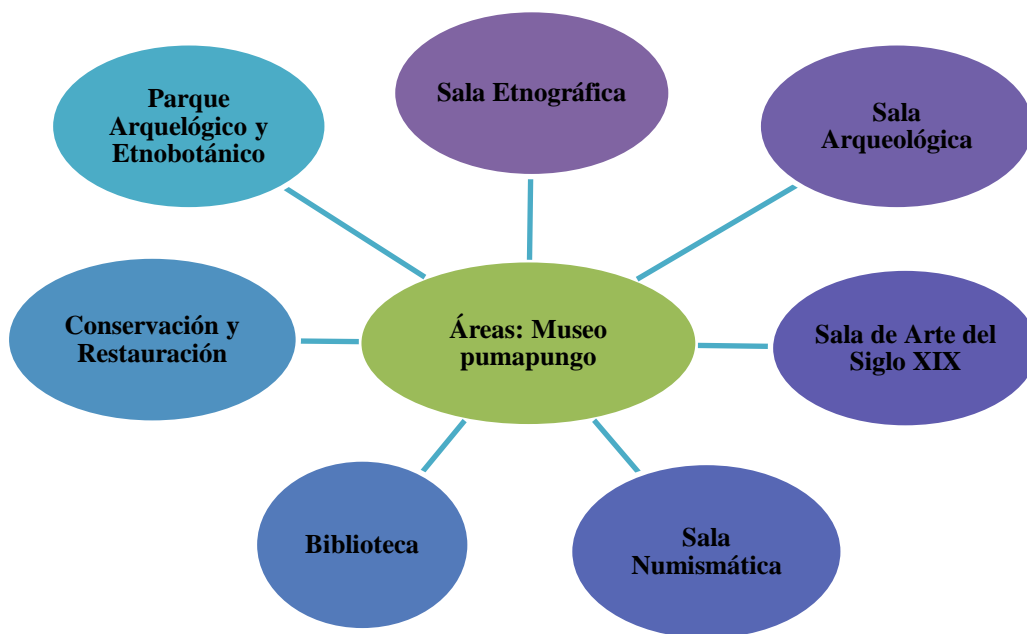 Sala Etnográfica
Parque
Arquelógico y
Etnobotánico
Sala
Arqueológica
Conservación y
Restauración
Áreas: Museo
pumapungo
Sala de Arte del
Siglo XIX
Biblioteca
Sala
Numismática